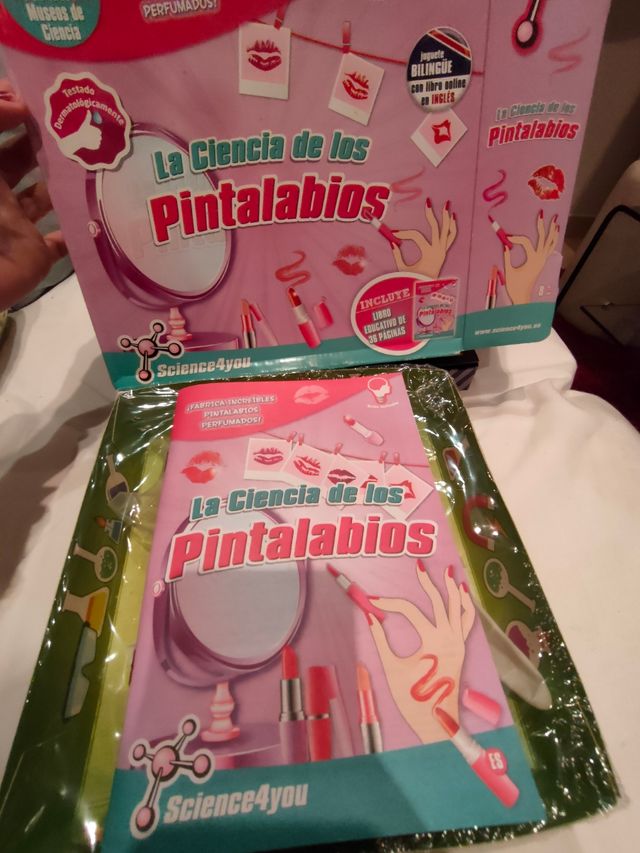 Museos de
Ciencia
PERFUMADOS!
Testado
Dermatológicamente
juguete
BILINGÜE
con libro online
en INGLÉS
La Ciencia de los
Pintalabios
INCLUYE
LIBRO
EDUCATIVO DE
36 PÁGINAS
Pintalabios
Science4you
La Ciencia de los
Pintalabios
8+
www.science4you.es
¡FABRICA INCREÍBLES
PINTALABIOS
PERFUMADOS!
La Ciencia de los
Pintalabios
Science4you
ES